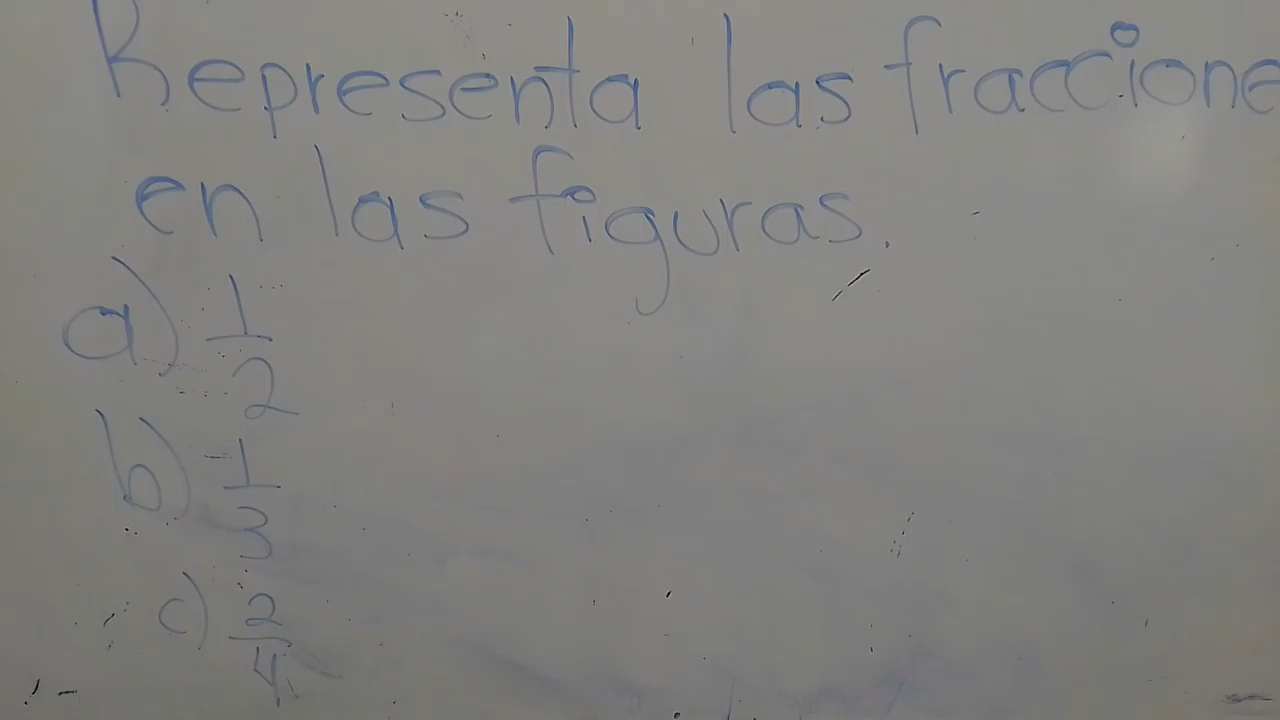 Representa las fraccione
en las figuras.
a) 1/2
b) 1/3
c) 2/4